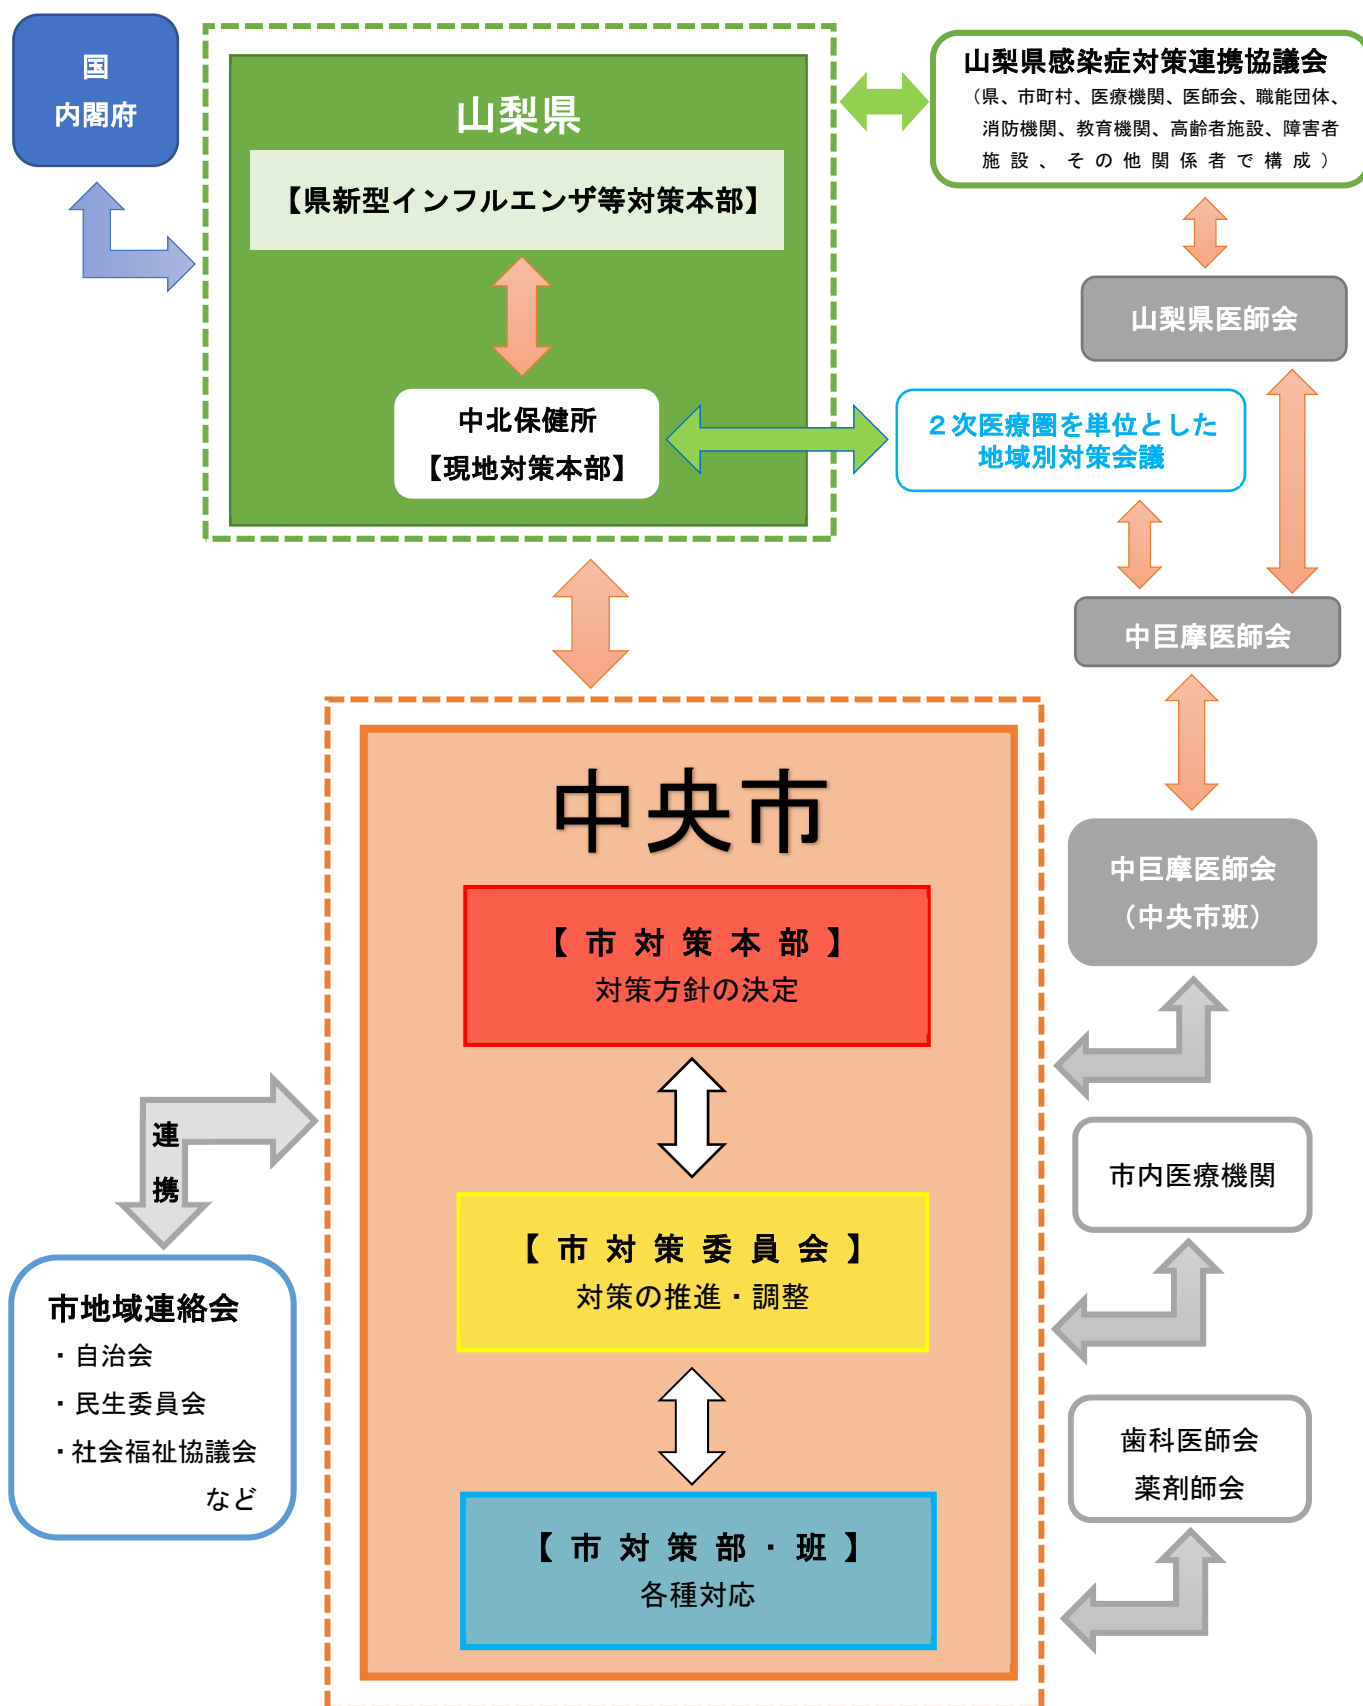 国
内閣府
山梨県
【県新型インフルエンザ等対策本部】
中北保健所
【現地対策本部】
山梨県感染症対策連携協議会
（県、市町村、医療機関、医師会、職能団体、
消防機関、教育機関、高齢者施設、障害者
施設、その他関係者で構成）
山梨県医師会
２次医療圏を単位とした
地域別対策会議
中巨摩医師会
中央市
【市対策本部】
対策方針の決定
【市対策委員会】
対策の推進・調整
【市対策部・班】
各種対応
中巨摩医師会
（中央市班）
市内医療機関
歯科医師会
薬剤師会
連
携
市地域連絡会
・自治会
・民生委員会
・社会福祉協議会
など